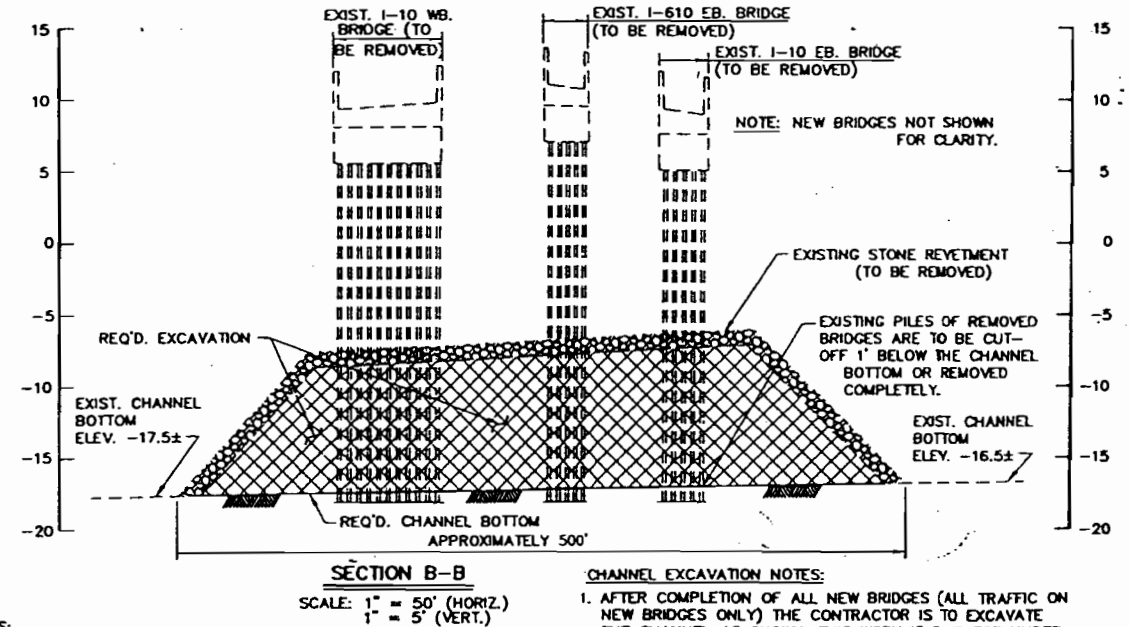 EXIST. I-10 WB.
BRIDGE (TO
BE REMOVED)
EXIST. I-610 EB. BRIDGE
(TO BE REMOVED)
EXIST. I-10 EB. BRIDGE
(TO BE REMOVED)
NOTE: NEW BRIDGES NOT SHOWN
FOR CLARITY.
15
10
5
0
-5
-10
-15
-20
15
10
5
0
-5
-10
-15
-20
EXISTING STONE REVETMENT
(TO BE REMOVED)
REQ'D. EXCAVATION
EXISTING PILES OF REMOVED
BRIDGES ARE TO BE CUT-
OFF 1' BELOW THE CHANNEL
BOTTOM OR REMOVED
COMPLETELY.
EXIST. CHANNEL
BOTTOM
ELEV. -17.5±
EXIST. CHANNEL
BOTTOM
ELEV. -16.5±
REQ'D. CHANNEL BOTTOM
APPROXIMATELY 500'
SECTION B-B
SCALE: 1" = 50' (HORIZ.)
1" = 5' (VERT.)
CHANNEL EXCAVATION NOTES:
1. AFTER COMPLETION OF ALL NEW BRIDGES (ALL TRAFFIC ON
NEW BRIDGES ONLY) THE CONTRACTOR IS TO EXCAVATE